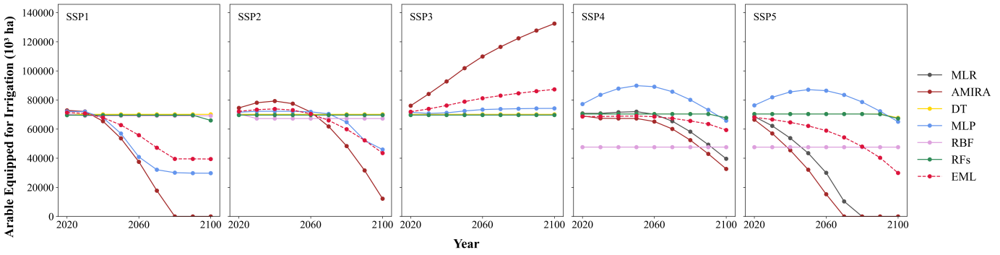 Arable Equipped for Irrigation (10³ ha)
140000
120000
100000
80000
60000
40000
20000
0
SSP1
SSP2
SSP3
SSP4
SSP5
2020 2060 2100
2020 2060 2100
2020 2060 2100
2020 2060 2100
2020 2060 2100
Year
MLR
AMIRA
DT
MLP
RBF
RFs
EML